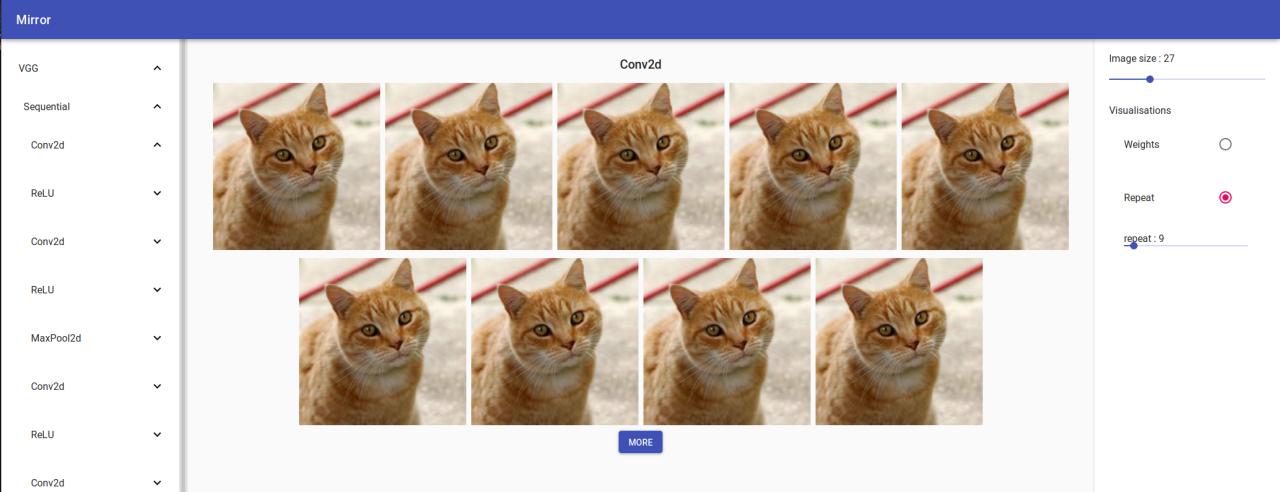 Mirror
VGG
Sequential
Conv2d
ReLU
Conv2d
ReLU
MaxPool2d
Conv2d
ReLU
Conv2d
Conv2d
MORE
Image size : 27
Visualisations
Weights
Repeat
repeat : 9